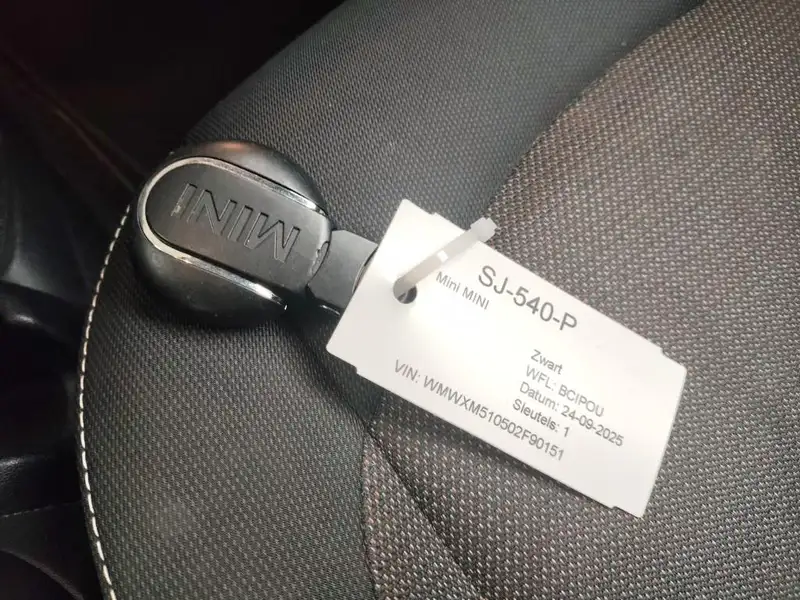 MINI
SJ-540-P
Mini MINI
Zwart
WFL: BCIPOU
Datum: 24-09-2025
Sleutels: 1
VIN: WMWXM510502F90151